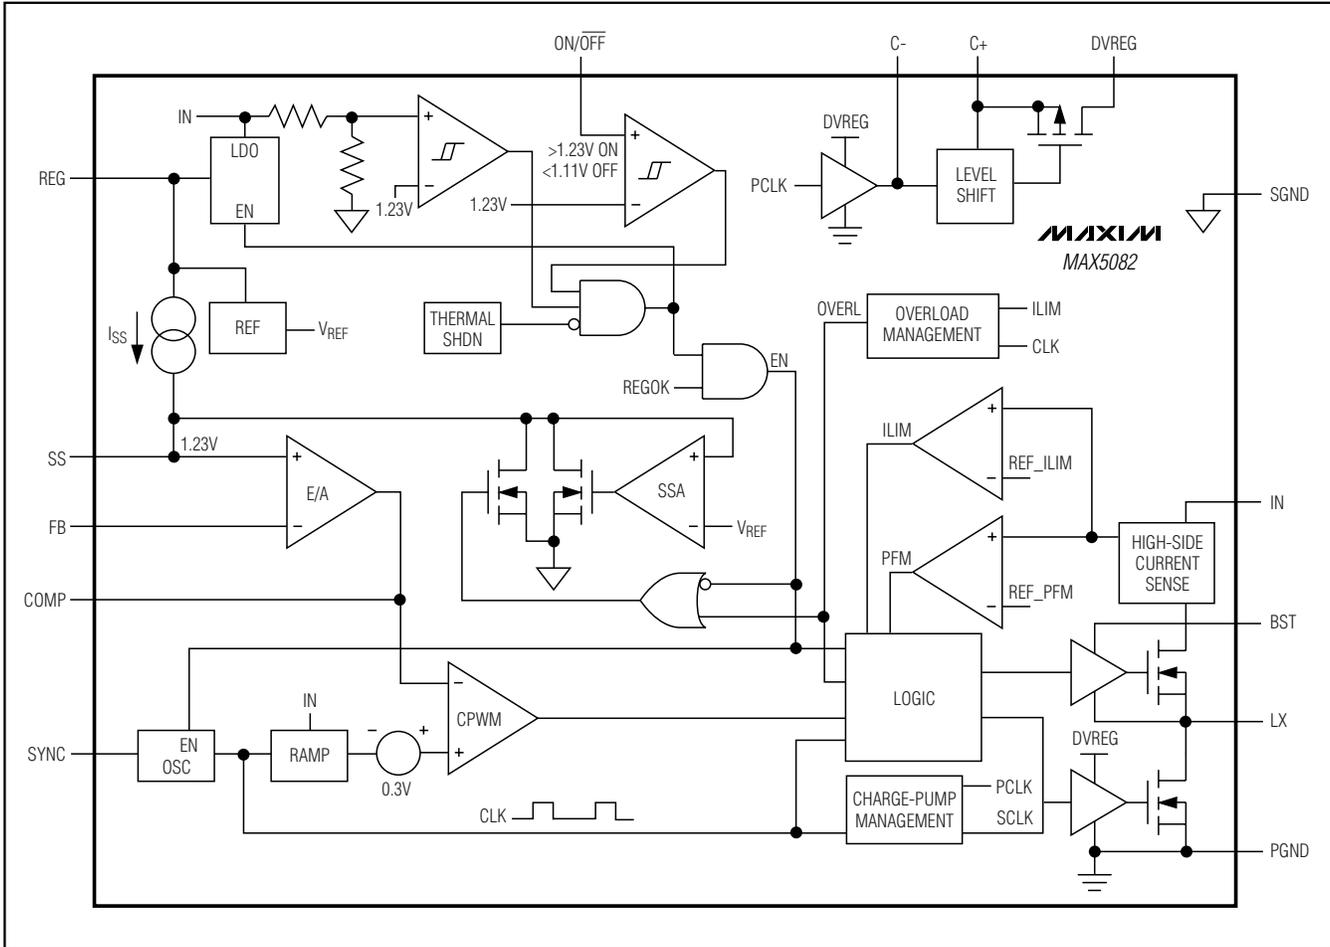 ON/OFF
C-
C+
DVREG
IN
LDO
EN
+
−
1.23V
REG
>1.23V ON
<1.11V OFF
+
−
1.23V
DVREG
PCLK
LEVEL
SHIFT
SGND
MAXIM
MAX5082
ISS
REF
VREF
THERMAL
SHDN
REGOK
EN
OVERL
OVERLOAD
MANAGEMENT
ILIM
CLK
ILIM
+
−
REF_ILIM
SS
1.23V
+
−
E/A
FB
SSA
+
−
VREF
PFM
+
−
REF_PFM
HIGH-SIDE
CURRENT
SENSE
IN
COMP
BST
LOGIC
LX
SYNC
EN
OSC
IN
RAMP
−
+
0.3V
−
+
CPWM
CLK
CHARGE-PUMP
MANAGEMENT
PCLK
SCLK
DVREG
PGND